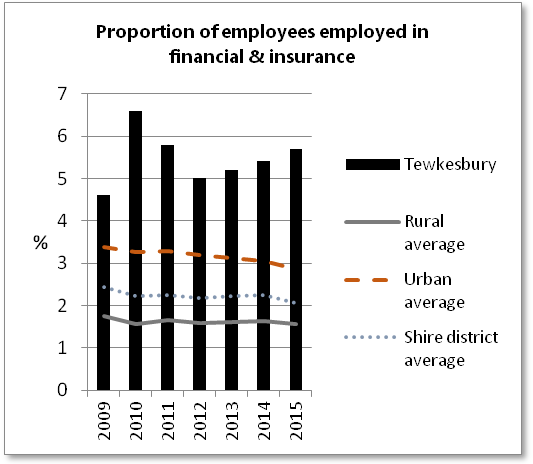 Proportion of employees employed in
financial & insurance
7
6
5
4
3
2
1
0
%
2009
2010
2011
2012
2013
2014
2015
Tewkesbury
Rural
average
Urban
average
Shire district
average